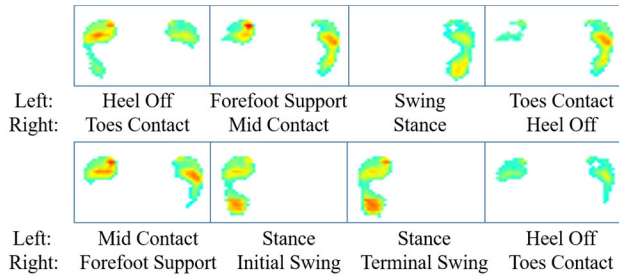 Left: Heel Off Forefoot Support Swing Toes Contact
Right: Toes Contact Mid Contact Stance Heel Off
Left: Mid Contact Stance Stance Heel Off
Right: Forefoot Support Initial Swing Terminal Swing Toes Contact